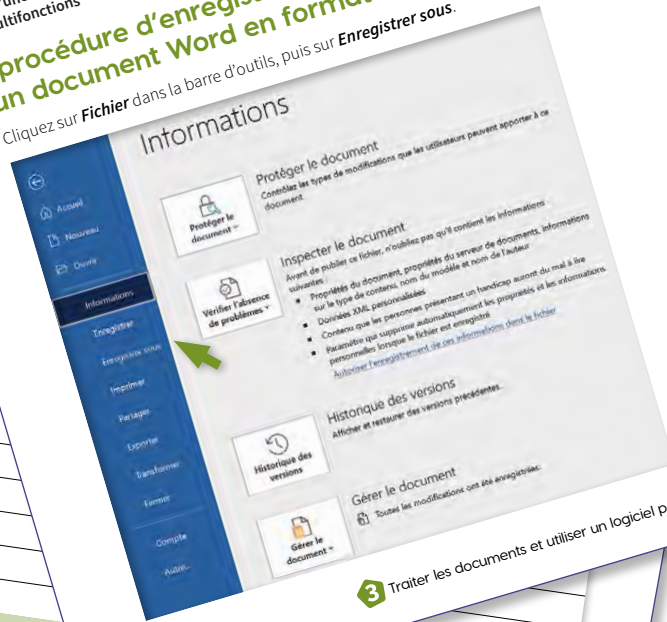 ultifonctions
procédure d'enregis
un document Word en forma
Cliquez sur Fichier dans la barre d'outils, puis sur Enregistrer sous.
Accueil
Nouveau
Ouvrir
Informations
Enregistrer
Enregistrer sous
Imprimer
Partager
Exporter
Transformer
Fermer
Compte
Autre...
Informations
Protéger le
document
Protéger le document
Contrôlez les types de modifications que les utilisateurs peuvent apporter à ce
document.
Vérifier l'absence
de problèmes
Inspecter le document
Avant de publier ce fichier, n'oubliez pas qu'il contient les informations
suivantes :
▪ Propriétés du document, propriétés du serveur de documents, informations
sur le type de contenu, nom du modèle et nom de l'auteur
▪ Données XML personnalisées
▪ Contenu que les personnes présentant un handicap auront du mal à lire
▪ Paramètre qui supprime automatiquement les propriétés et les informations
personnelles lorsque le fichier est enregistré
Autoriser l'enregistrement de ces informations dans le fichier
Historique des
versions
Historique des versions
Afficher et restaurer des versions précédentes.
Gérer le
document
Gérer le document
Toutes les modifications ont été enregistrées.
3 Traiter les documents et utiliser un logiciel p